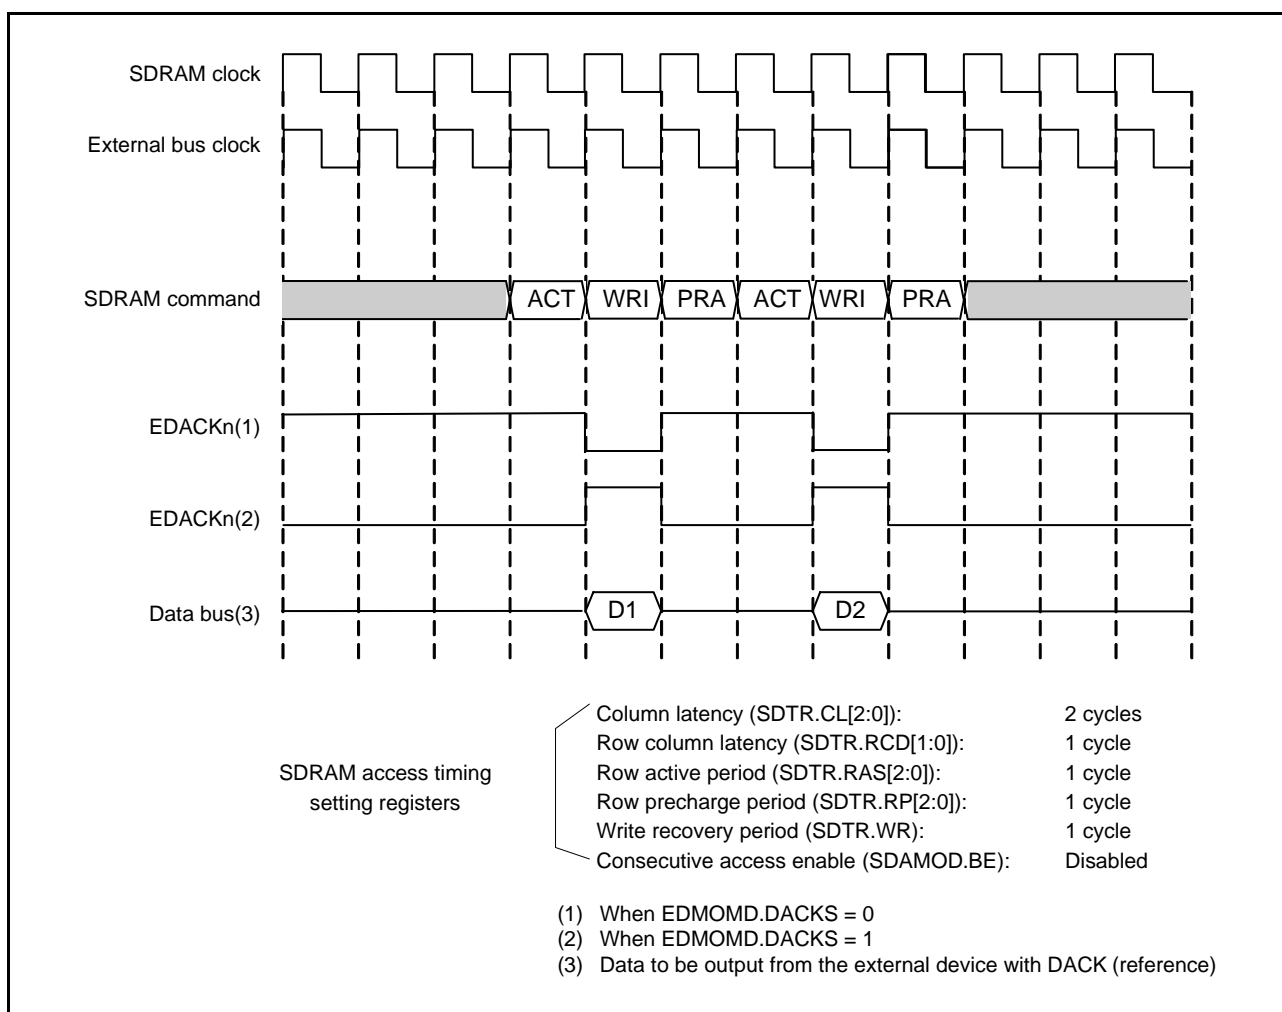 SDRAM clock
External bus clock
SDRAM command
ACT WRI PRA ACT WRI PRA
EDACKn(1)
EDACKn(2)
Data bus(3)
D1 D2
SDRAM access timing
setting registers
Column latency (SDTR.CL[2:0]): 2 cycles
Row column latency (SDTR.RCD[1:0]): 1 cycle
Row active period (SDTR.RAS[2:0]): 1 cycle
Row precharge period (SDTR.RP[2:0]): 1 cycle
Write recovery period (SDTR.WR): 1 cycle
Consecutive access enable (SDAMOD.BE): Disabled
(1) When EDMOMD.DACKS = 0
(2) When EDMOMD.DACKS = 1
(3) Data to be output from the external device with DACK (reference)